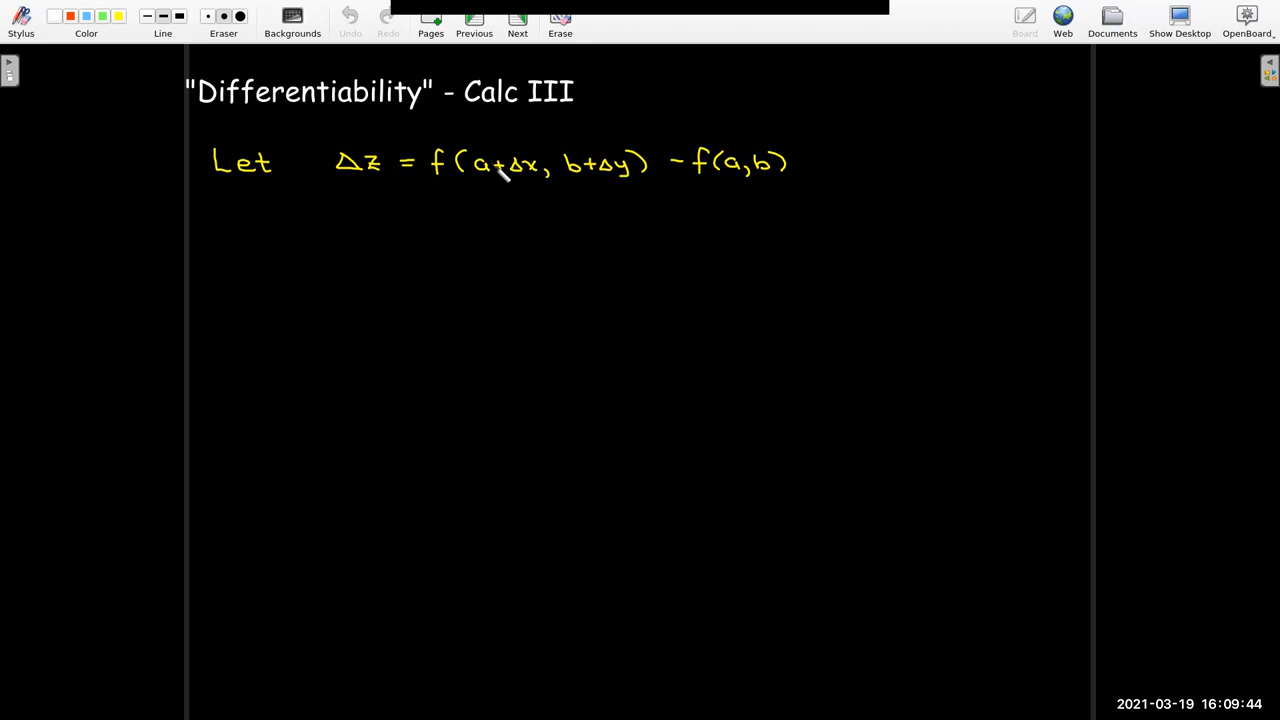 Stylus Color Line Eraser Backgrounds Undo Redo Pages Previous Next Erase Board Web Documents Show Desktop OpenBoard
"Differentiability" - Calc III
Let Δz = f(a+Δx, b+Δy) - f(a,b)
2021-03-19 16:09:44